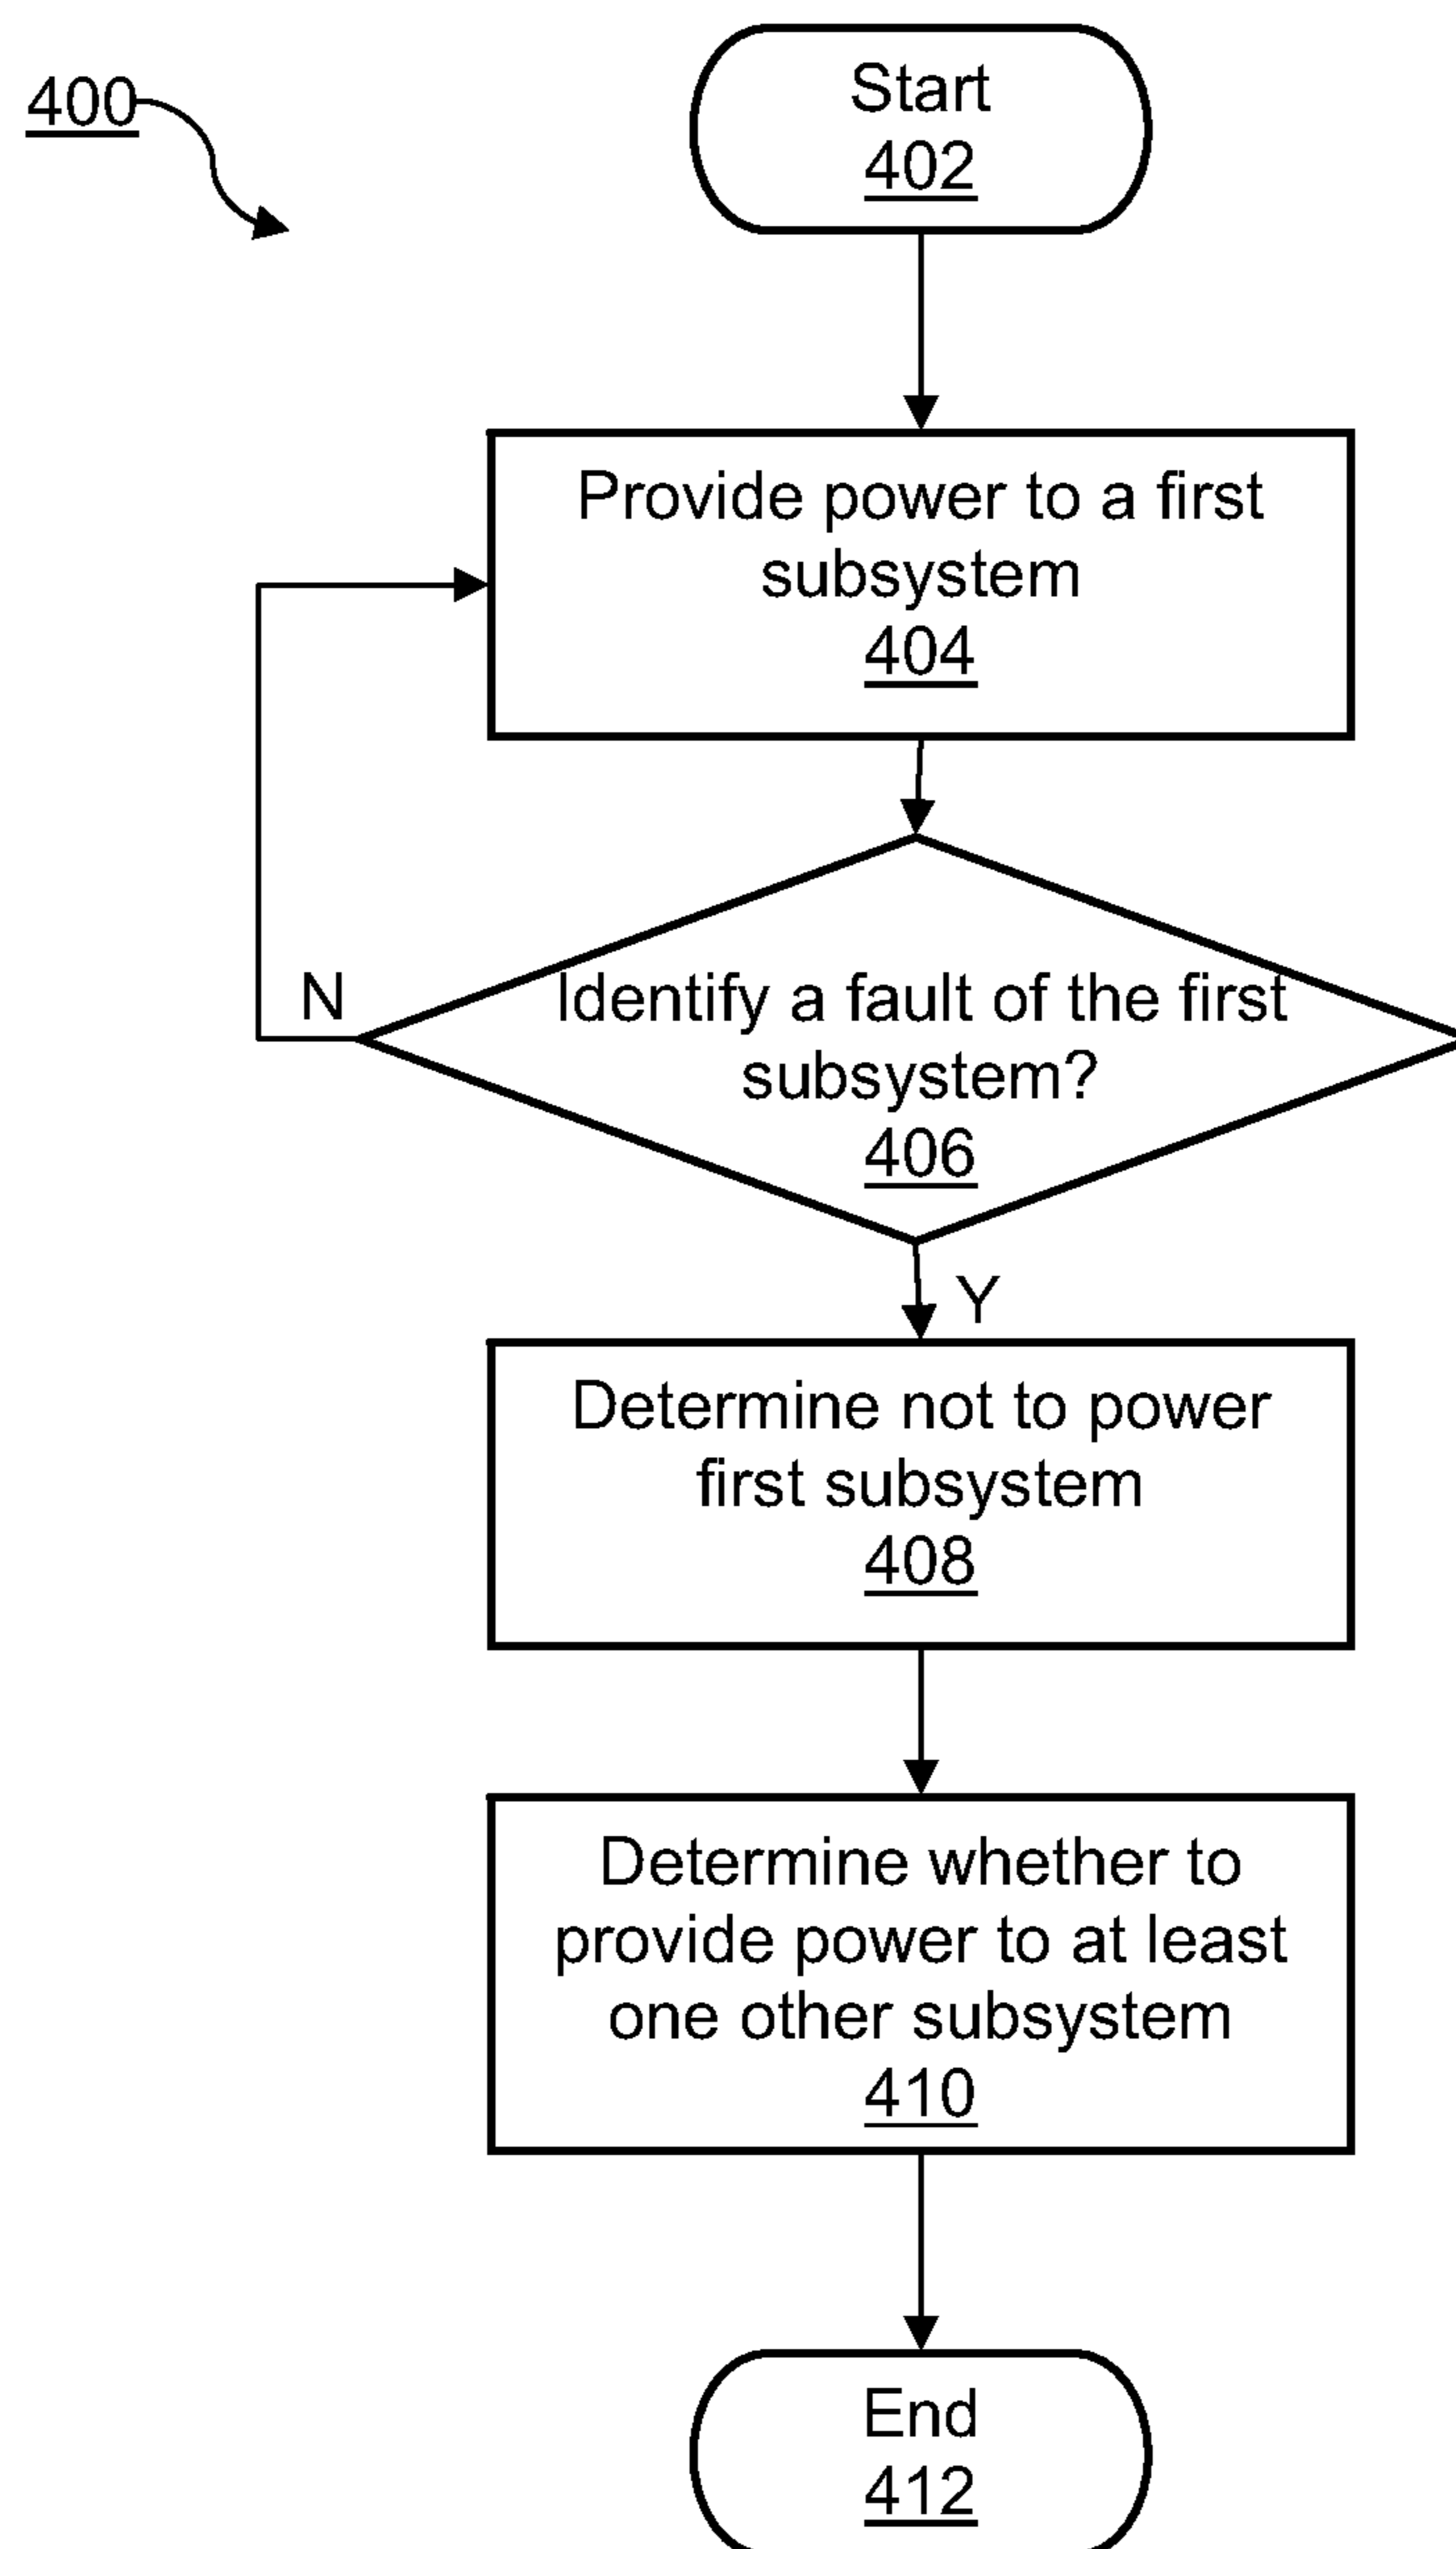 400
Start
402
Provide power to a first
subsystem
404
N
Identify a fault of the first
subsystem?
406
Y
Determine not to power
first subsystem
408
Determine whether to
provide power to at least
one other subsystem
410
End
412